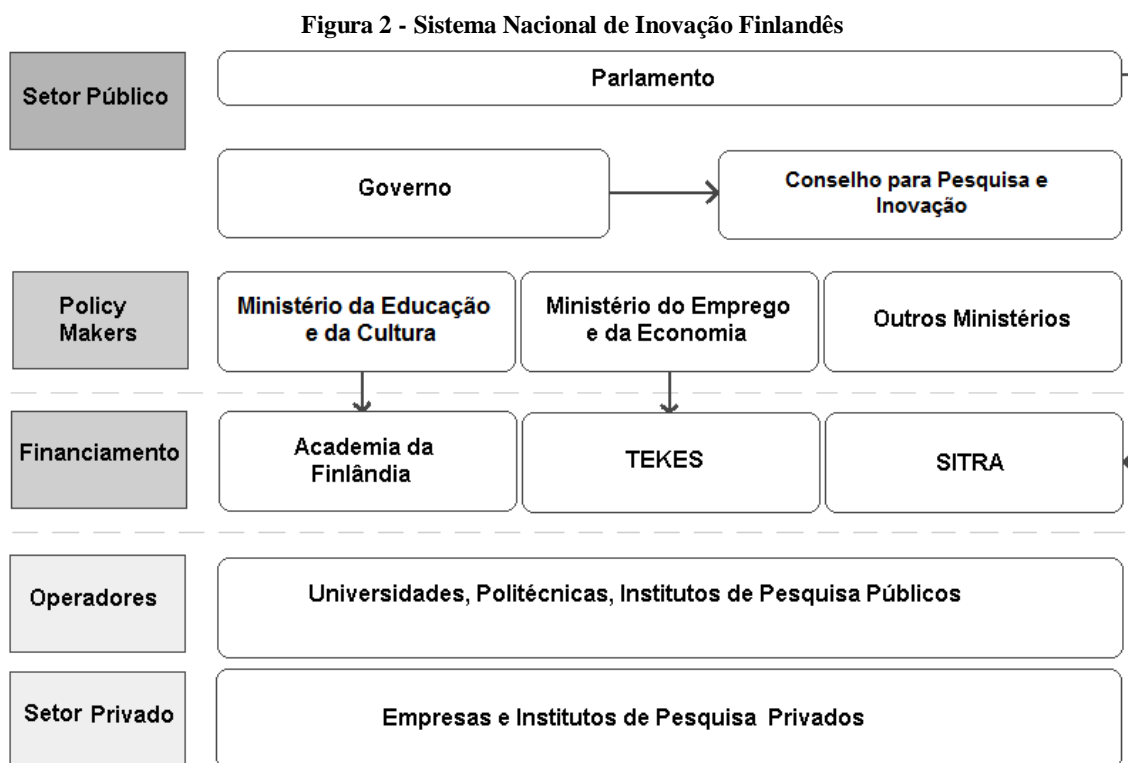 Figura 2 - Sistema Nacional de Inovação Finlandês
Setor Público
Parlamento
Governo
Conselho para Pesquisa e
Inovação
Policy
Makers
Ministério da Educação
e da Cultura
Ministério do Emprego
e da Economia
Outros Ministérios
Financiamento
Academia da
Finlândia
TEKES
SITRA
Operadores
Universidades, Politécnicas, Institutos de Pesquisa Públicos
Setor Privado
Empresas e Institutos de Pesquisa Privados